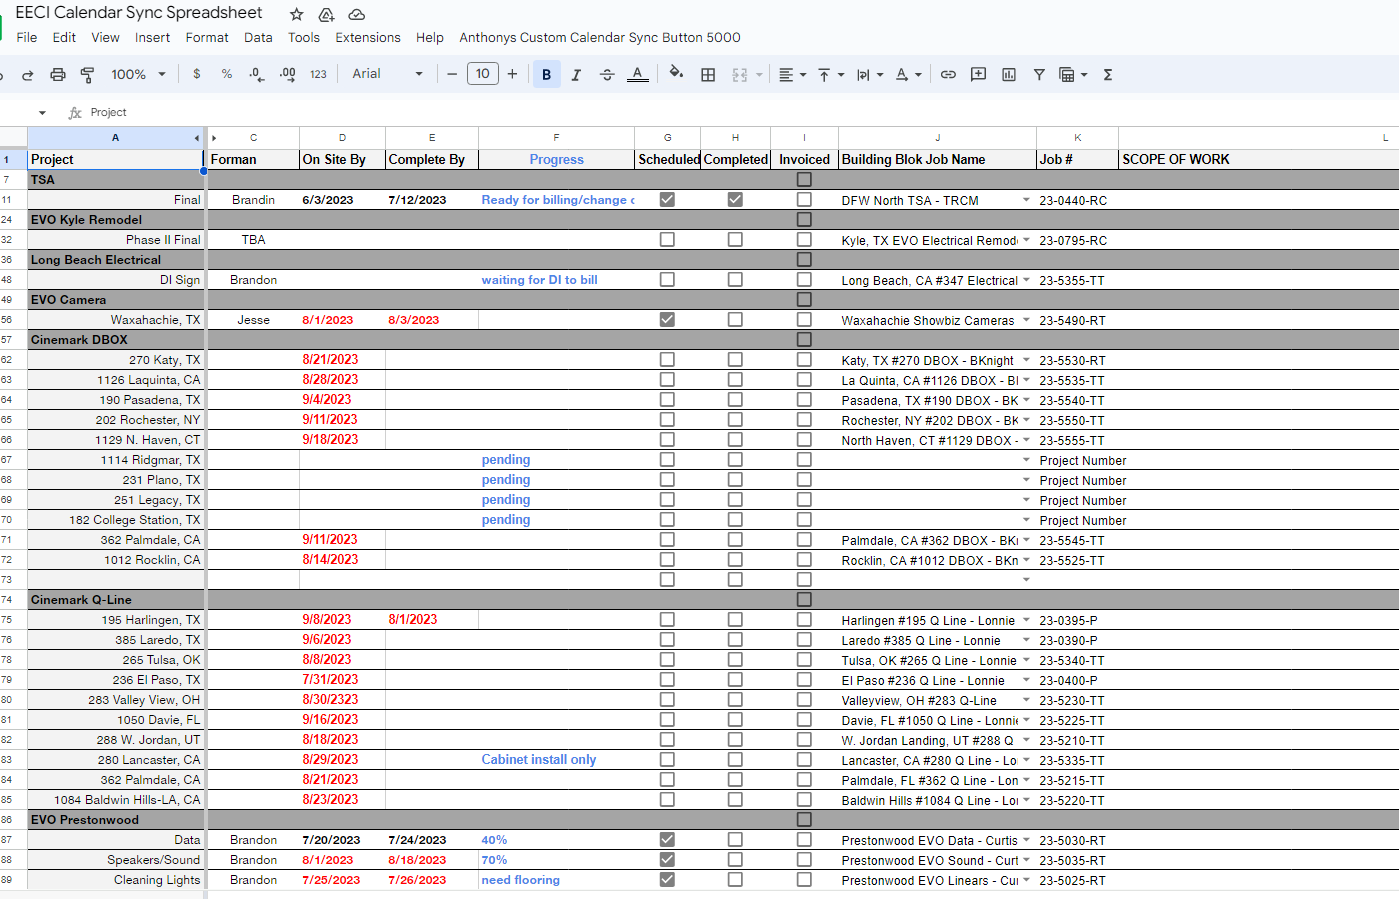 EECI Calendar Sync Spreadsheet
File Edit View Insert Format Data Tools Extensions Help Anthonys Custom Calendar Sync Button 5000
100% $ % .0 .00 123 Arial 10 B I A
Project
A C D E F G H I J K L
1 Project Forman On Site By Complete By Progress Scheduled Completed Invoiced Building Blok Job Name Job # SCOPE OF WORK
7 TSA
11 Final Brandin 6/3/2023 7/12/2023 Ready for billing/change DFW North TSA - TRCM 23-0440-RC
24 EVO Kyle Remodel
32 Phase II Final TBA Kyle, TX EVO Electrical Remod 23-0795-RC
36 Long Beach Electrical
48 DI Sign Brandon waiting for DI to bill Long Beach, CA #347 Electrical 23-5355-TT
49 EVO Camera
56 Waxahachie, TX Jesse 8/1/2023 8/3/2023 Waxahachie Showbiz Cameras 23-5490-RT
57 Cinemark DBOX
62 270 Katy, TX 8/21/2023 Katy, TX #270 DBOX - BKnight 23-5530-RT
63 1126 Laquinta, CA 8/28/2023 La Quinta, CA #1126 DBOX - B 23-5535-TT
64 190 Pasadena, TX 9/4/2023 Pasadena, TX #190 DBOX - BK 23-5540-TT
65 202 Rochester, NY 9/11/2023 Rochester, NY #202 DBOX - BK 23-5550-TT
66 1129 N. Haven, CT 9/18/2023 North Haven, CT #1129 DBOX - 23-5555-TT
67 1114 Ridgmar, TX pending Project Number
68 231 Plano, TX pending Project Number
69 251 Legacy, TX pending Project Number
70 182 College Station, TX pending Project Number
71 362 Palmdale, CA 9/11/2023 Palmdale, CA #362 DBOX - BK 23-5545-TT
72 1012 Rocklin, CA 8/14/2023 Rocklin, CA #1012 DBOX - BKn 23-5525-TT
73
74 Cinemark Q-Line
75 195 Harlingen, TX 9/8/2023 8/1/2023 Harlingen #195 Q Line - Lonnie 23-0395-P
76 385 Laredo, TX 9/6/2023 Laredo #385 Q Line - Lonnie 23-0390-P
78 265 Tulsa, OK 8/8/2023 Tulsa, OK #265 Q Line - Lonnie 23-5340-TT
79 236 El Paso, TX 7/31/2023 El Paso #236 Q Line - Lonnie 23-0400-P
80 283 Valley View, OH 8/30/2323 Valleyview, OH #283 Q-Line 23-5230-TT
81 1050 Davie, FL 9/16/2023 Davie, FL #1050 Q Line - Lonni 23-5225-TT
82 288 W. Jordan, UT 8/18/2023 W. Jordan Landing, UT #288 Q 23-5210-TT
83 280 Lancaster, CA 8/29/2023 Cabinet install only Lancaster, CA #280 Q Line - Lo 23-5335-TT
84 362 Palmdale, CA 8/21/2023 Palmdale, FL #362 Q Line - Lon 23-5215-TT
85 1084 Baldwin Hills-LA, CA 8/23/2023 Baldwin Hills #1084 Q Line - Lo 23-5220-TT
86 EVO Prestonwood
87 Data Brandon 7/20/2023 7/24/2023 40% Prestonwood EVO Data - Curtis 23-5030-RT
88 Speakers/Sound Brandon 8/1/2023 8/18/2023 70% Prestonwood EVO Sound - Curt 23-5035-RT
89 Cleaning Lights Brandon 7/25/2023 7/26/2023 need flooring Prestonwood EVO Linears - Cu 23-5025-RT